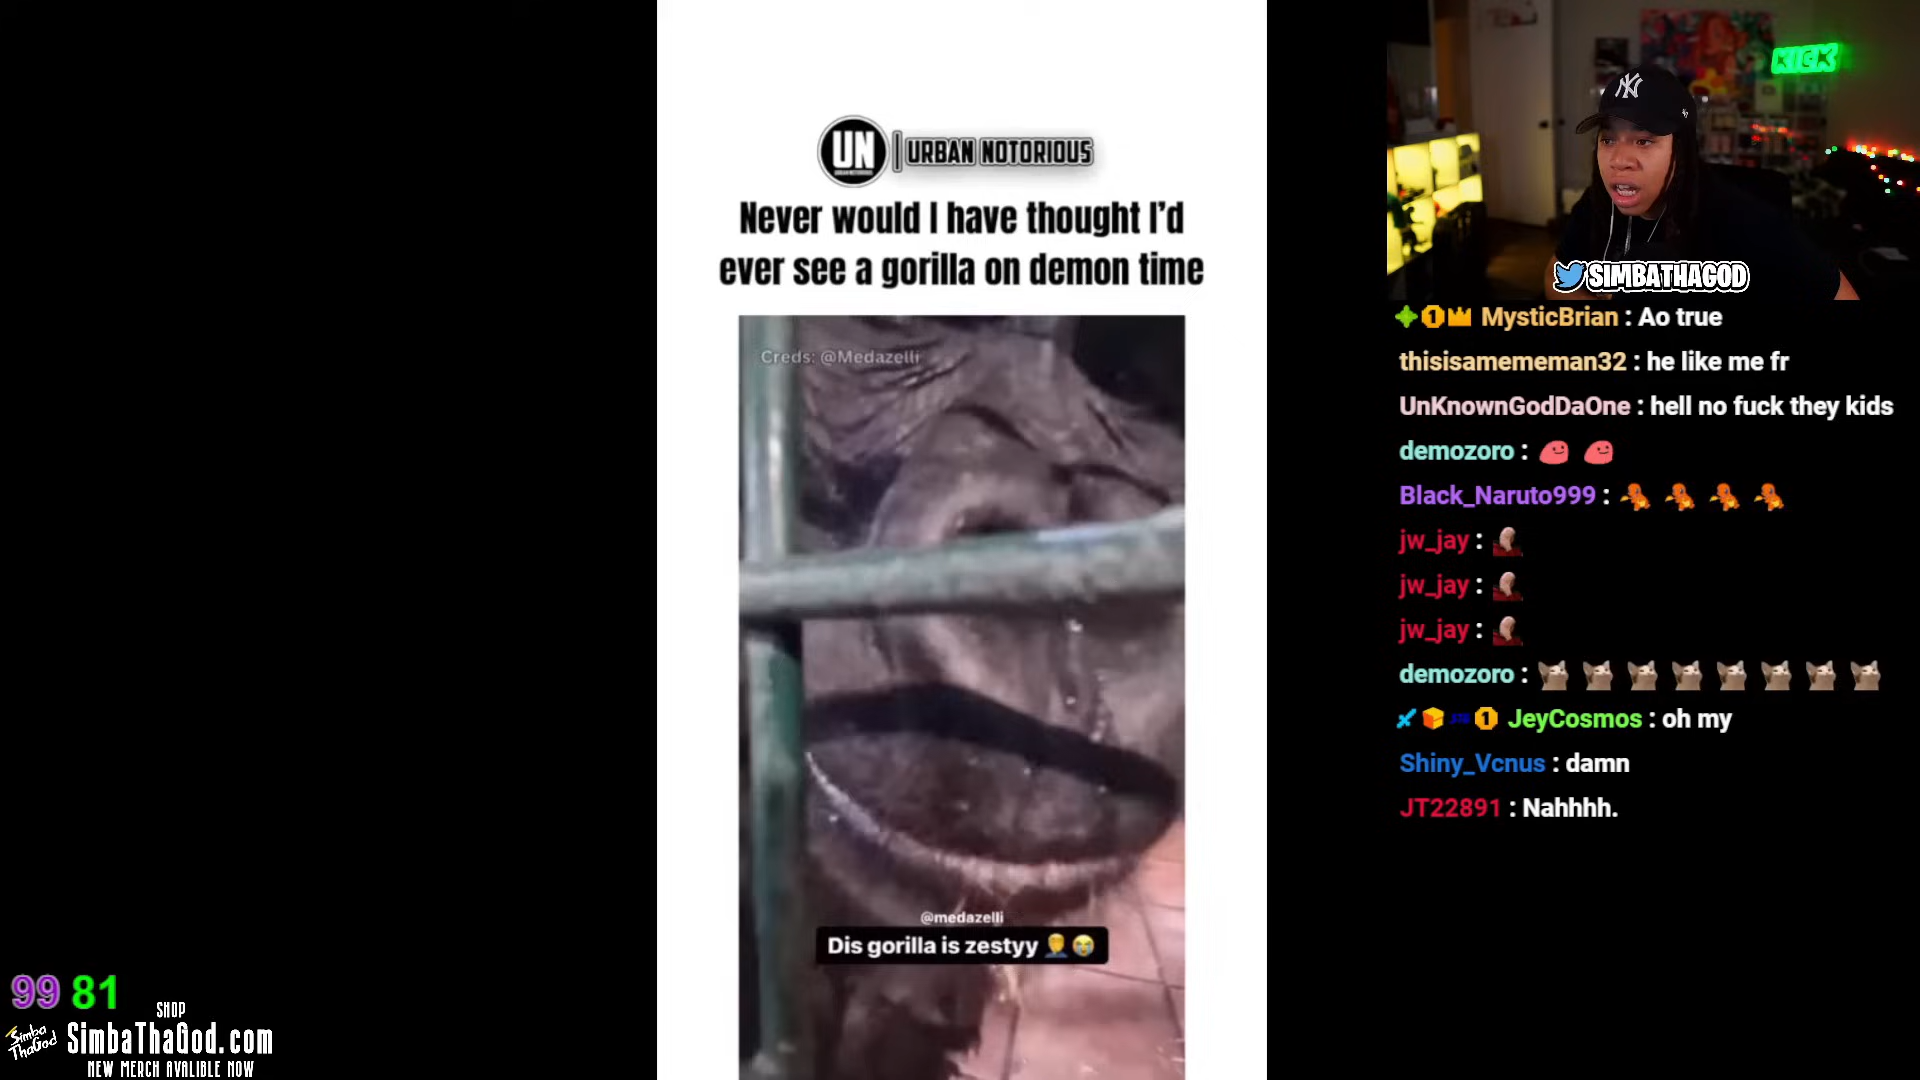 UN
URBAN NOTORIOUS
Never would I have thought I'd
ever see a gorilla on demon time
Creds: @Medazelli
@medazelli
Dis gorilla is zestyy 🤦‍♂️😭
KICK
NY
SIMBATHAGOD
MysticBrian : Ao true
thisisamememan32 : he like me fr
UnKnownGodDaOne : hell no fuck they kids
demozoro :
Black_Naruto999 :
jw_jay :
jw_jay :
jw_jay :
demozoro :
JeyCosmos : oh my
Shiny_Vcnus : damn
JT22891 : Nahhhh.
99 81
SHOP
Simba
ThaGod
SimbaThaGod.com
NEW MERCH AVALIBLE NOW